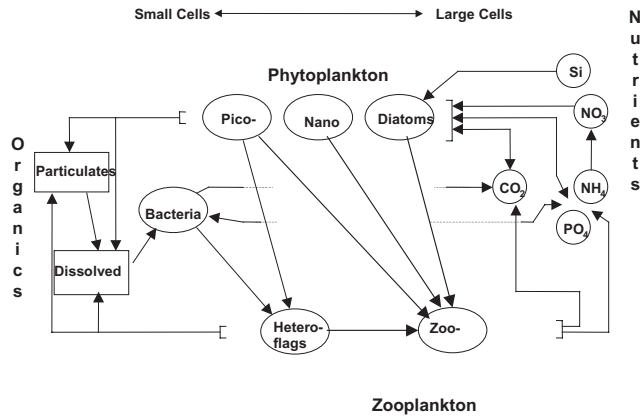 Small Cells
Large Cells
Nutrients
Phytoplankton
Si
Pico-
Nano
Diatoms
NO3
Organics
Particulates
CO2
NH4
Bacteria
PO4
Dissolved
Hetero-
flags
Zoo-
Zooplankton